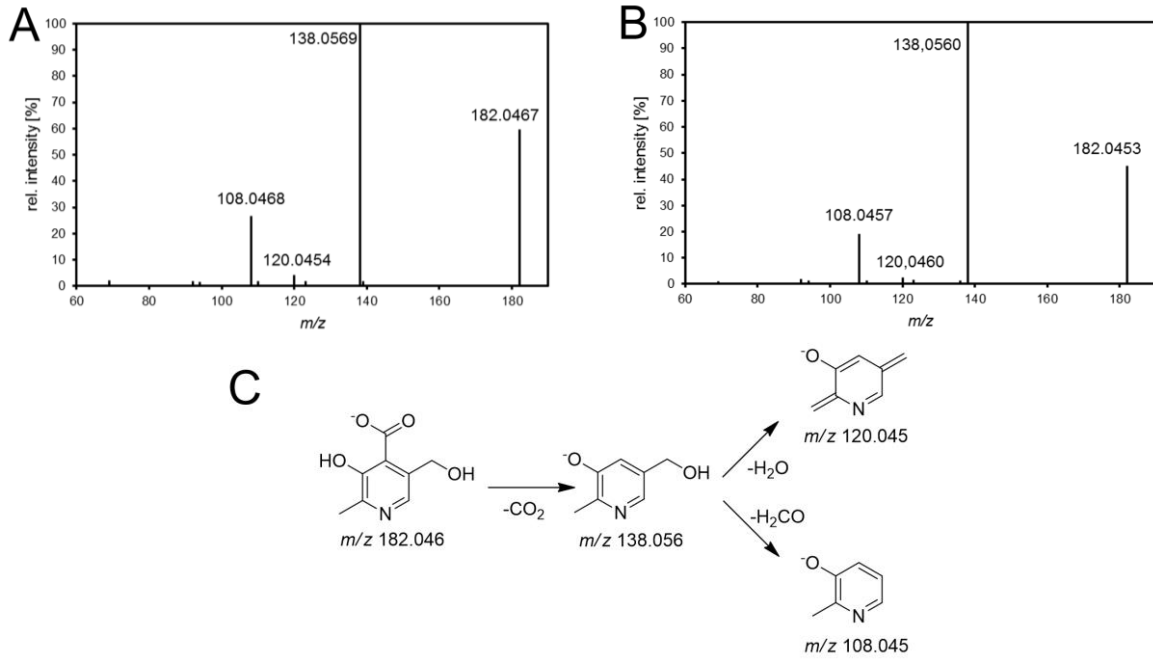 A
rel. intensity [%]
100
90
80
70
60
50
40
30
20
10
0
138.0569
182.0467
108.0468
120.0454
60 80 100 120 140 160 180
m/z
B
rel. intensity [%]
100
90
80
70
60
50
40
30
20
10
0
138,0560
182.0453
108.0457
120,0460
60 80 100 120 140 160 180
m/z
C
⁻O O
HO OH
N
m/z 182.046
-CO₂
⁻O OH
N
m/z 138.056
-H₂O
-H₂CO
⁻O
N
m/z 120.045
⁻O
N
m/z 108.045